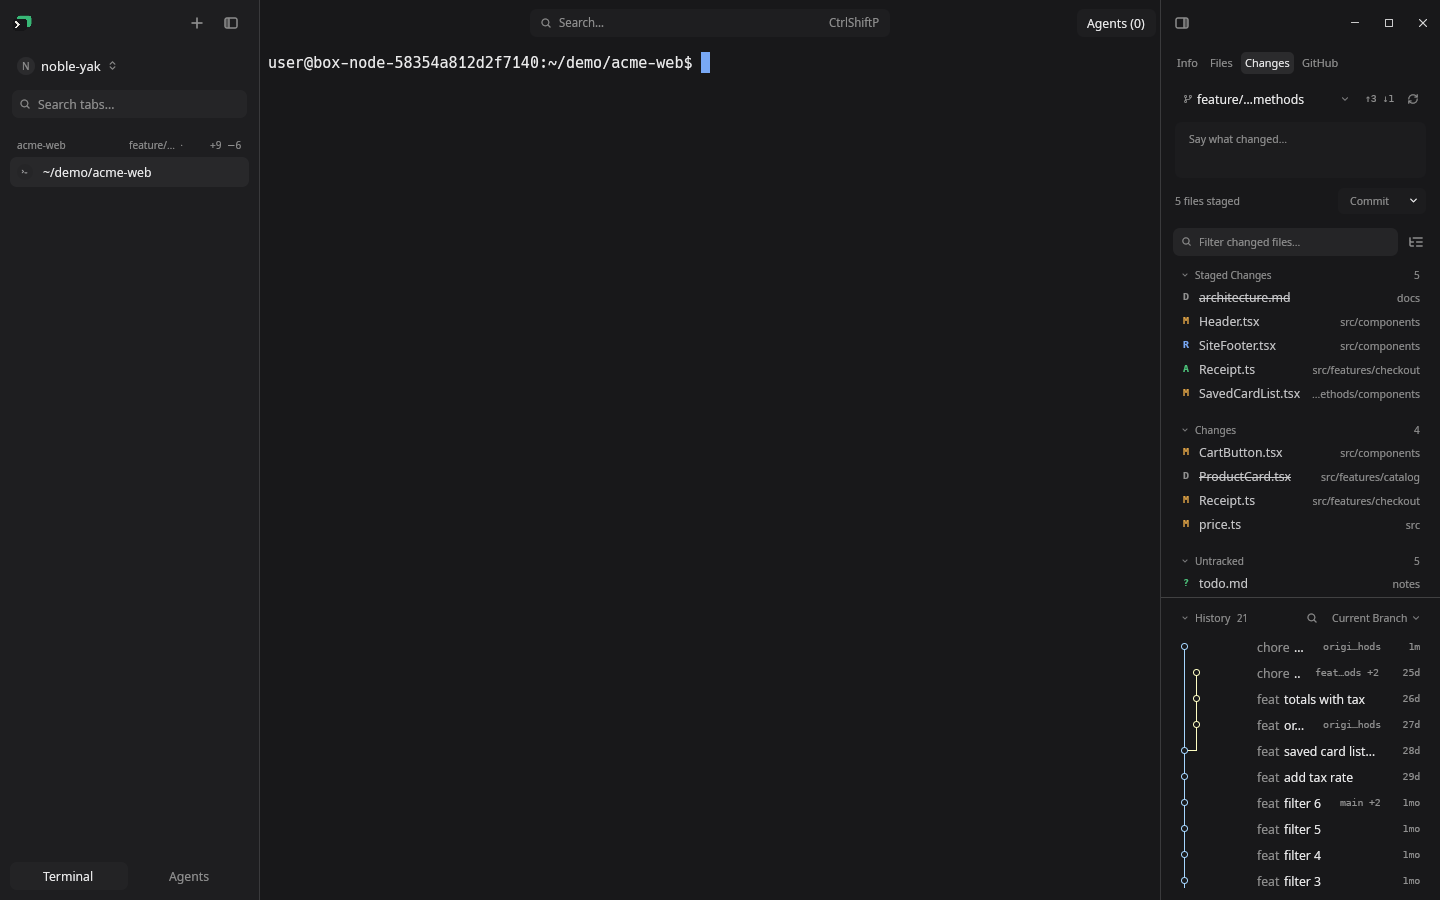 Search...
CtrlShiftP
Agents (0)
N
noble-yak
Search tabs...
acme-web
feature/... ·
+9 −6
~/demo/acme-web
Terminal
Agents
user@box-node-58354a812d2f7140:~/demo/acme-web$
Info
Files
Changes
GitHub
feature/...methods
↑3 ↓1
Say what changed...
5 files staged
Commit
Filter changed files...
Staged Changes 5
D architecture.md docs
M Header.tsx src/components
R SiteFooter.tsx src/components
A Receipt.ts src/features/checkout
M SavedCardList.tsx ...ethods/components
Changes 4
M CartButton.tsx src/components
D ProductCard.tsx src/features/catalog
M Receipt.ts src/features/checkout
M price.ts src
Untracked 5
? todo.md notes
History 21
Current Branch
chore ... origi…hods 1m
chore .. feat…ods +2 25d
feat totals with tax 26d
feat or... origi…hods 27d
feat saved card list... 28d
feat add tax rate 29d
feat filter 6 main +2 1mo
feat filter 5 1mo
feat filter 4 1mo
feat filter 3 1mo